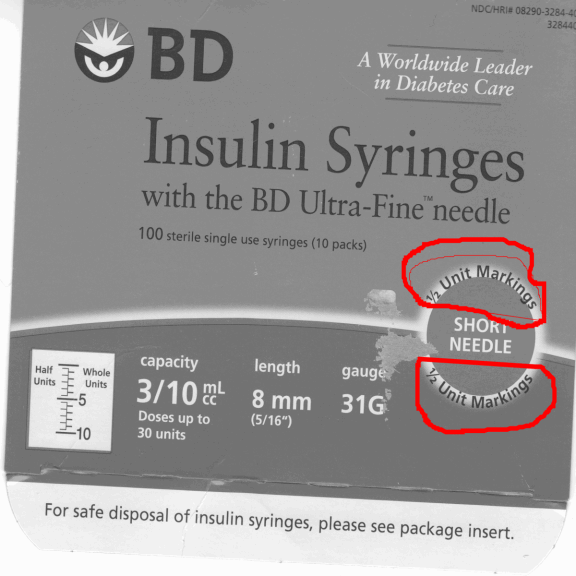 NDC/HRI# 08290-3284-40
328440
BD
A Worldwide Leader
in Diabetes Care
Insulin Syringes
with the BD Ultra-Fine™ needle
100 sterile single use syringes (10 packs)
1/2 Unit Markings
SHORT
NEEDLE
1/2 Unit Markings
Half
Units
Whole
Units
5
10
capacity
3/10 mL
cc
Doses up to
30 units
length
8 mm
(5/16")
gauge
31G
For safe disposal of insulin syringes, please see package insert.